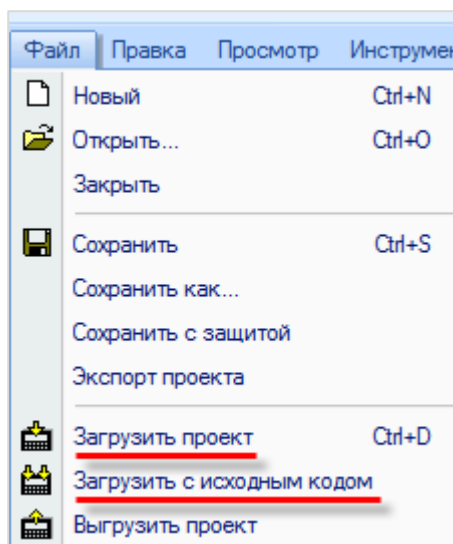 Файл Правка Просмотр
Новый Ctrl+N
Открыть... Ctrl+O
Закрыть
Сохранить Ctrl+S
Сохранить как...
Сохранить с защитой
Экспорт проекта
Загрузить проект Ctrl+D
Загрузить с исходным кодом
Выгрузить проект